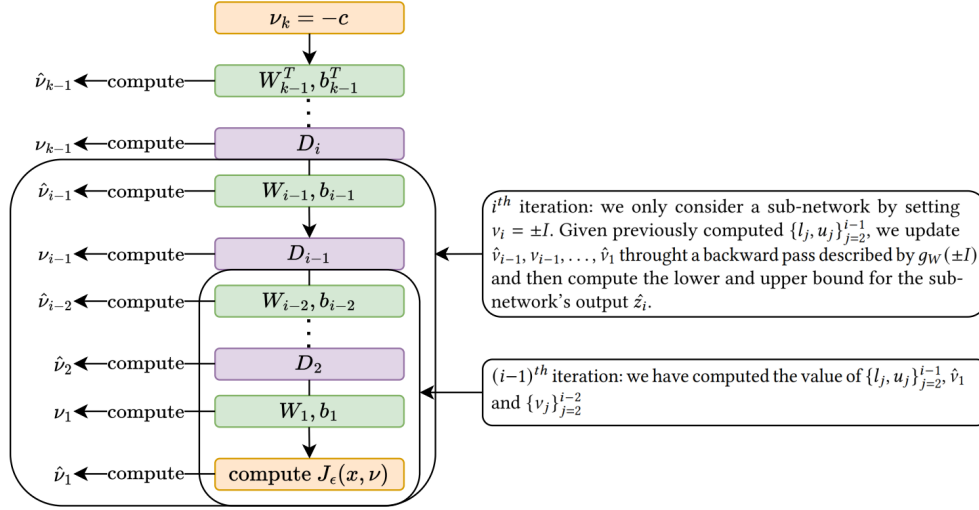 ν_k = −c
ν̂_{k−1} compute W^T_{k−1}, b^T_{k−1}
ν_{k−1} compute D_i
ν̂_{i−1} compute W_{i−1}, b_{i−1}
ν_{i−1} compute D_{i−1}
ν̂_{i−2} compute W_{i−2}, b_{i−2}
ν̂_2 compute D_2
ν_1 compute W_1, b_1
ν̂_1 compute compute J_ϵ(x, ν)
i^{th} iteration: we only consider a sub-network by setting
ν_i = ±I. Given previously computed {l_j, u_j}^{i−1}_{j=2}, we update
ν̂_{i−1}, ν_{i−1}, . . . , ν̂_1 throught a backward pass described by g_W(±I)
and then compute the lower and upper bound for the sub-
network's output ẑ_i.
(i−1)^{th} iteration: we have computed the value of {l_j, u_j}^{i−1}_{j=2}, ν̂_1
and {ν_j}^{i−2}_{j=2}